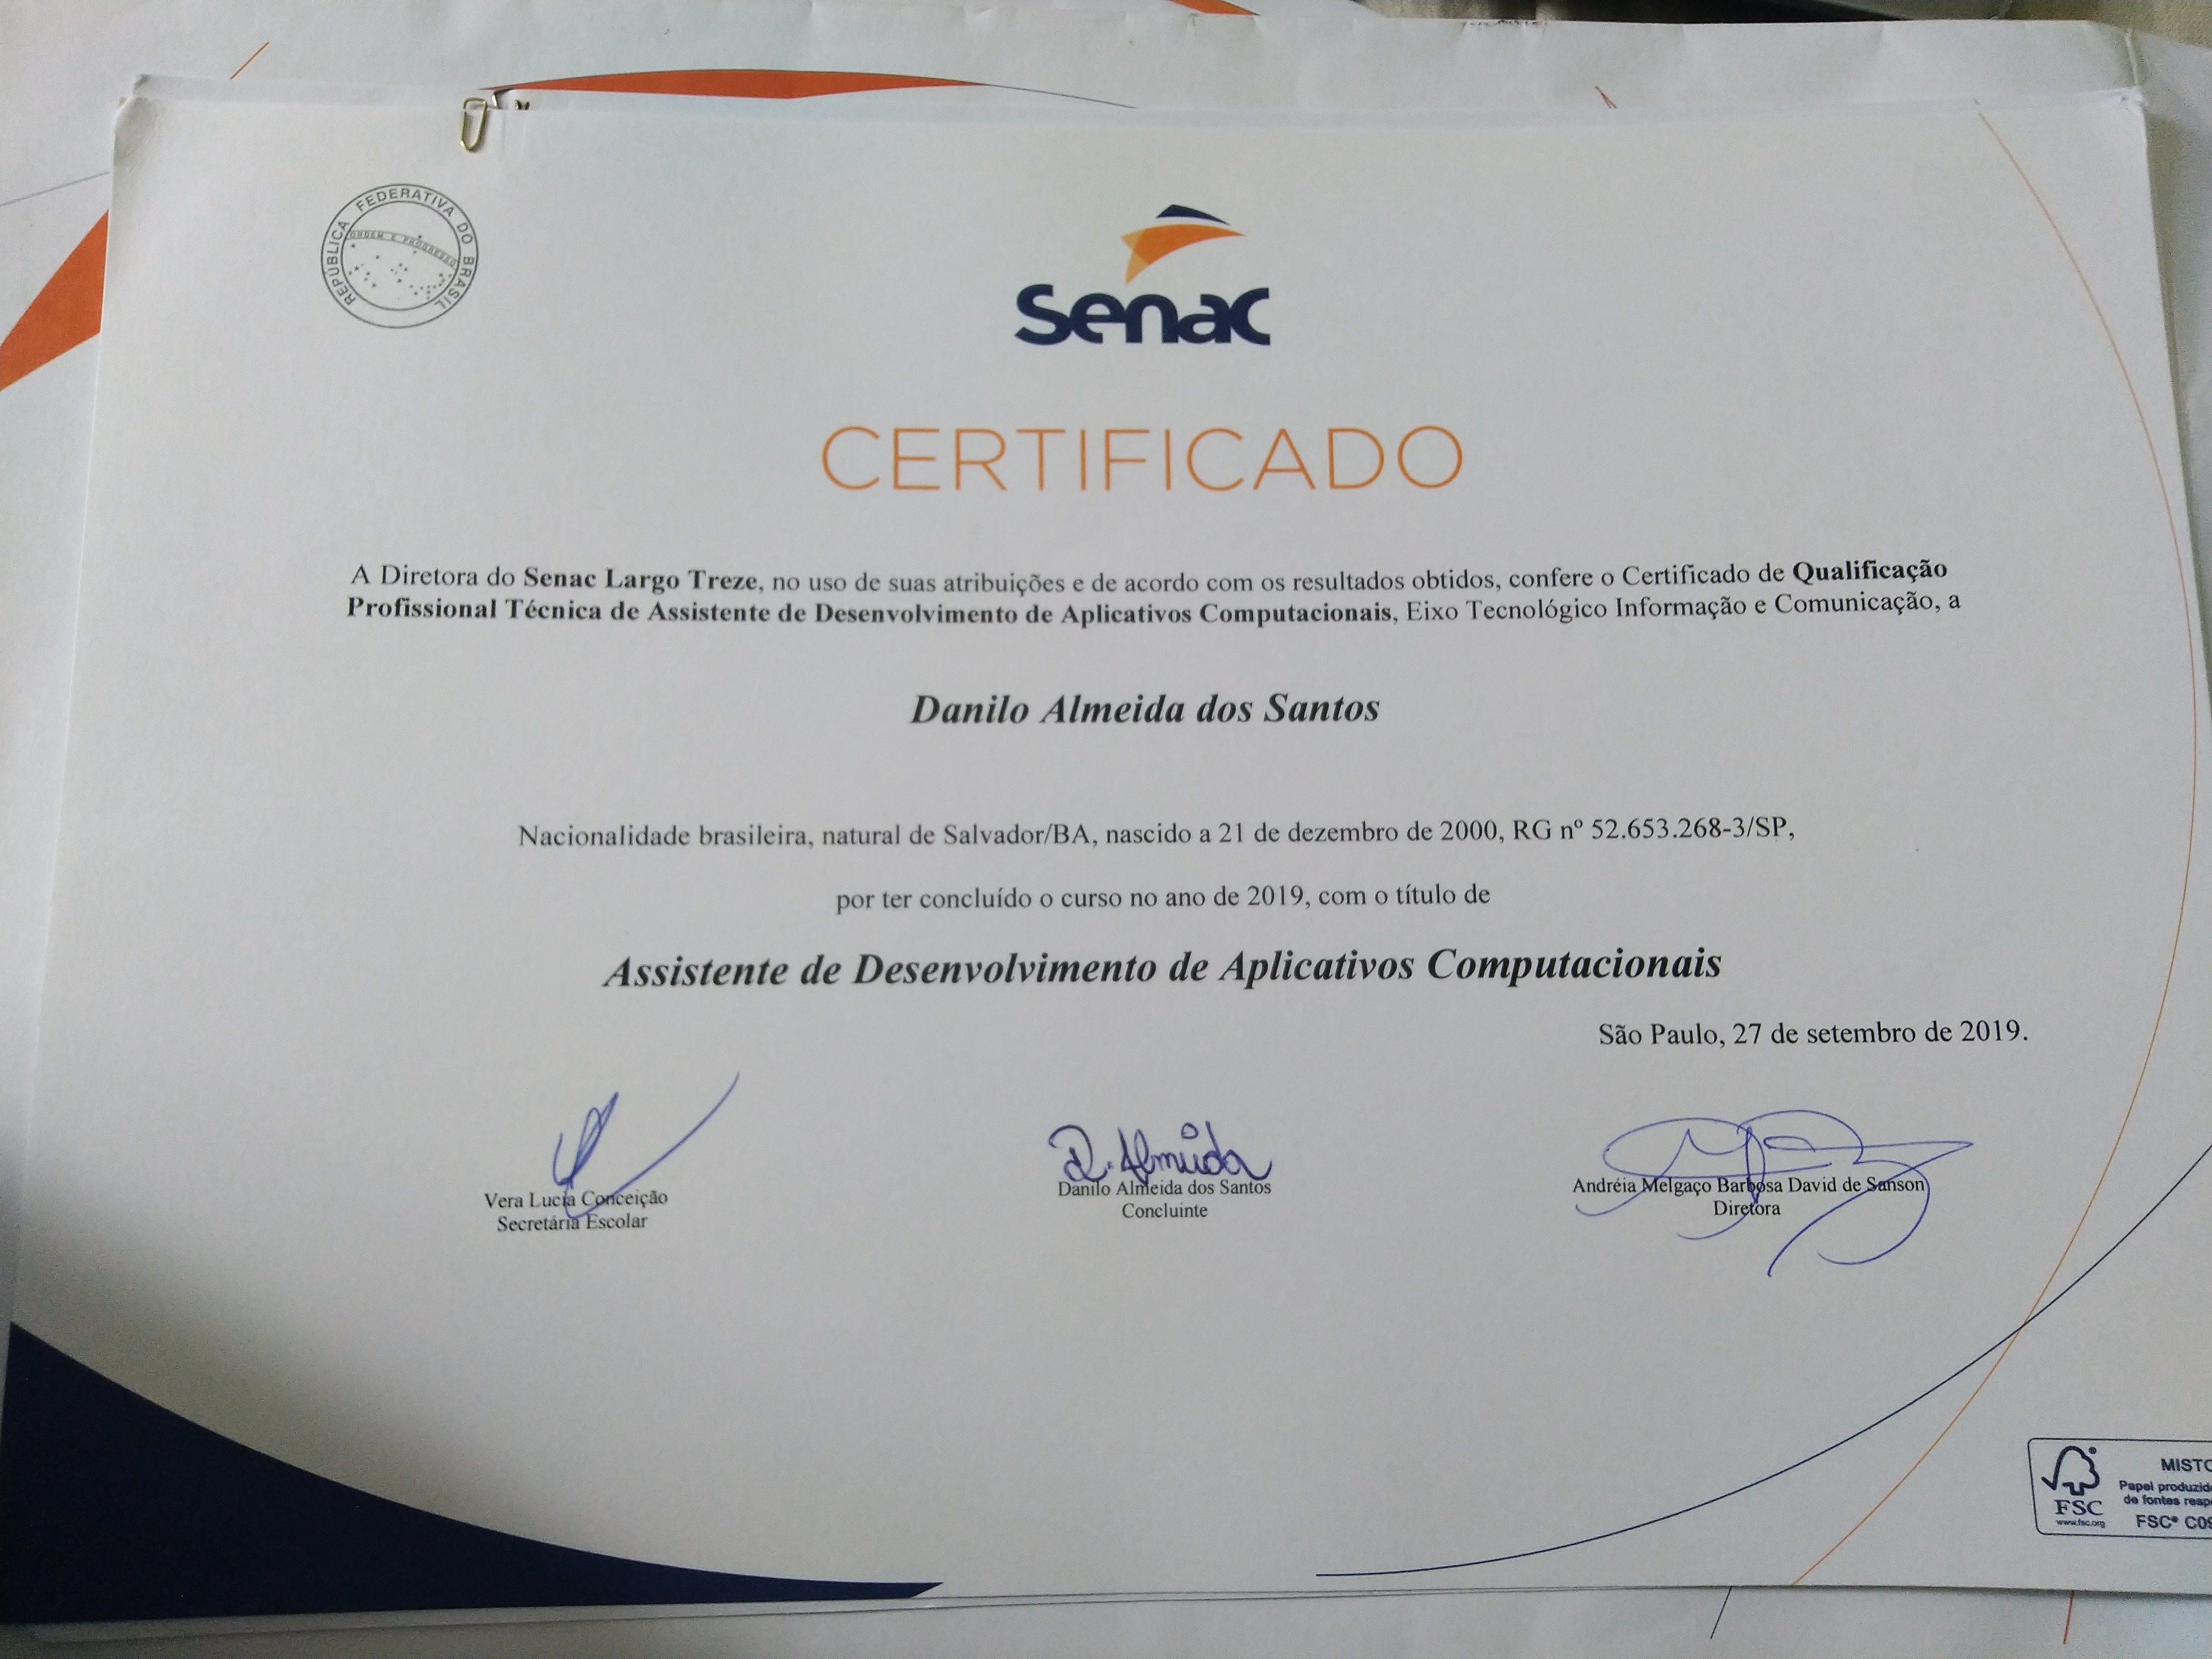 REPÚBLICA FEDERATIVA DO BRASIL
ORDEM E PROGRESSO
senac
CERTIFICADO
A Diretora do Senac Largo Treze, no uso de suas atribuições e de acordo com os resultados obtidos, confere o Certificado de Qualificação
Profissional Técnica de Assistente de Desenvolvimento de Aplicativos Computacionais, Eixo Tecnológico Informação e Comunicação, a
Danilo Almeida dos Santos
Nacionalidade brasileira, natural de Salvador/BA, nascido a 21 de dezembro de 2000, RG nº 52.653.268-3/SP,
por ter concluído o curso no ano de 2019, com o título de
Assistente de Desenvolvimento de Aplicativos Computacionais
São Paulo, 27 de setembro de 2019.
D. Almeida
Vera Lucia Conceição
Secretária Escolar
Danilo Almeida dos Santos
Concluinte
Andréia Melgaço Barbosa David de Sanson
Diretora
FSC
www.fsc.org
MISTO
Papel produzid
de fontes resp
FSC® C09